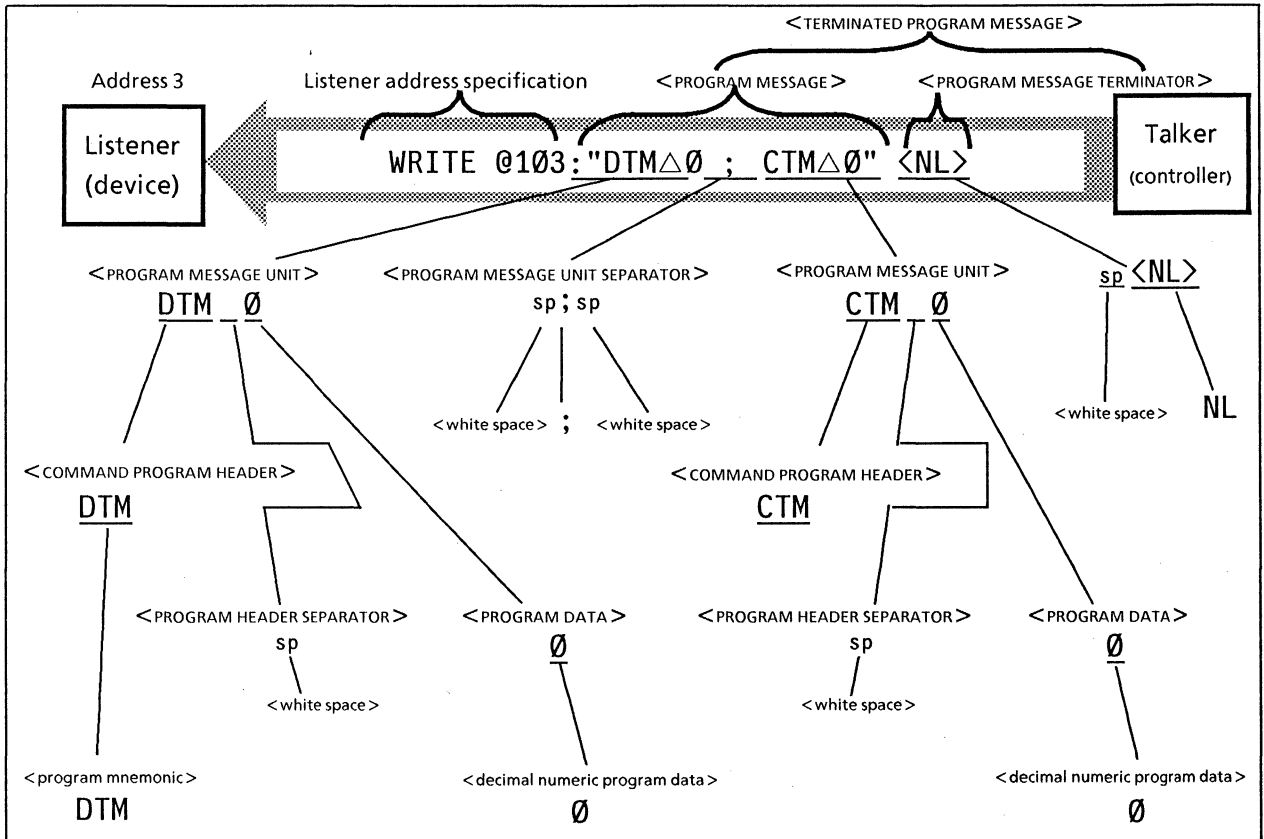 <TERMINATED PROGRAM MESSAGE>
Address 3 Listener address specification <PROGRAM MESSAGE> <PROGRAM MESSAGE TERMINATOR>
Listener
(device)
WRITE @1Ø3:"DTM△Ø ; CTM△Ø" <NL>
Talker
(controller)
<PROGRAM MESSAGE UNIT> <PROGRAM MESSAGE UNIT SEPARATOR> <PROGRAM MESSAGE UNIT> sp <NL>
DTM _ Ø sp ; sp CTM _ Ø
<white space> ; <white space> <white space> NL
<COMMAND PROGRAM HEADER> <COMMAND PROGRAM HEADER>
DTM CTM
<PROGRAM HEADER SEPARATOR> <PROGRAM DATA> <PROGRAM HEADER SEPARATOR> <PROGRAM DATA>
sp Ø sp Ø
<white space> <white space>
<program mnemonic> <decimal numeric program data> <decimal numeric program data>
DTM Ø Ø